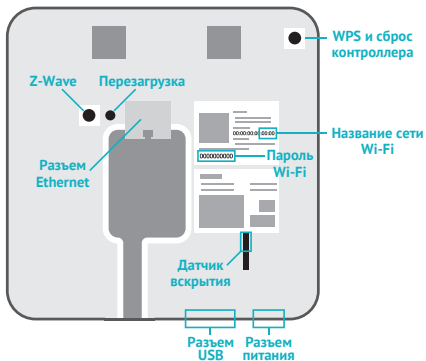 WPS и сброс
контроллера
Z-Wave
Перезагрузка
00:00:00:00:00:00
Название сети
Wi-Fi
0000000000
Пароль
Wi-Fi
Разъем
Ethernet
Датчик
вскрытия
Разъем
USB
Разъем
питания